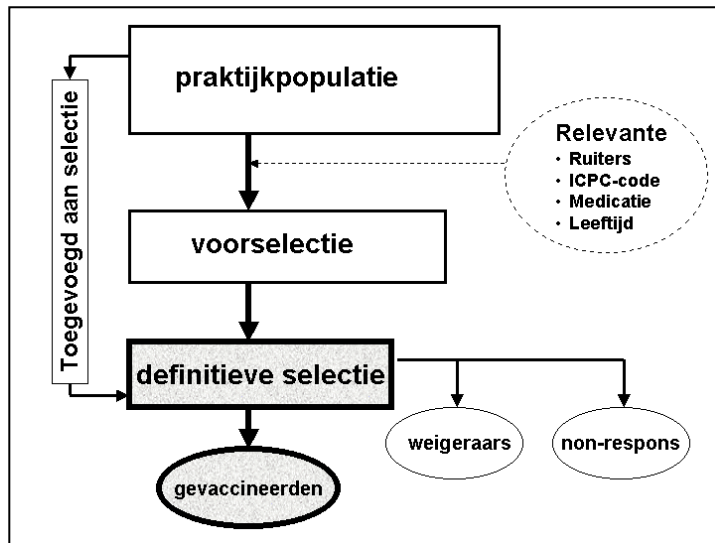 praktijkpopulatie
Toegevoegd aan selectie
Relevante
• Ruiters
• ICPC-code
• Medicatie
• Leeftijd
voorselectie
definitieve selectie
weigeraars
non-respons
gevaccineerden